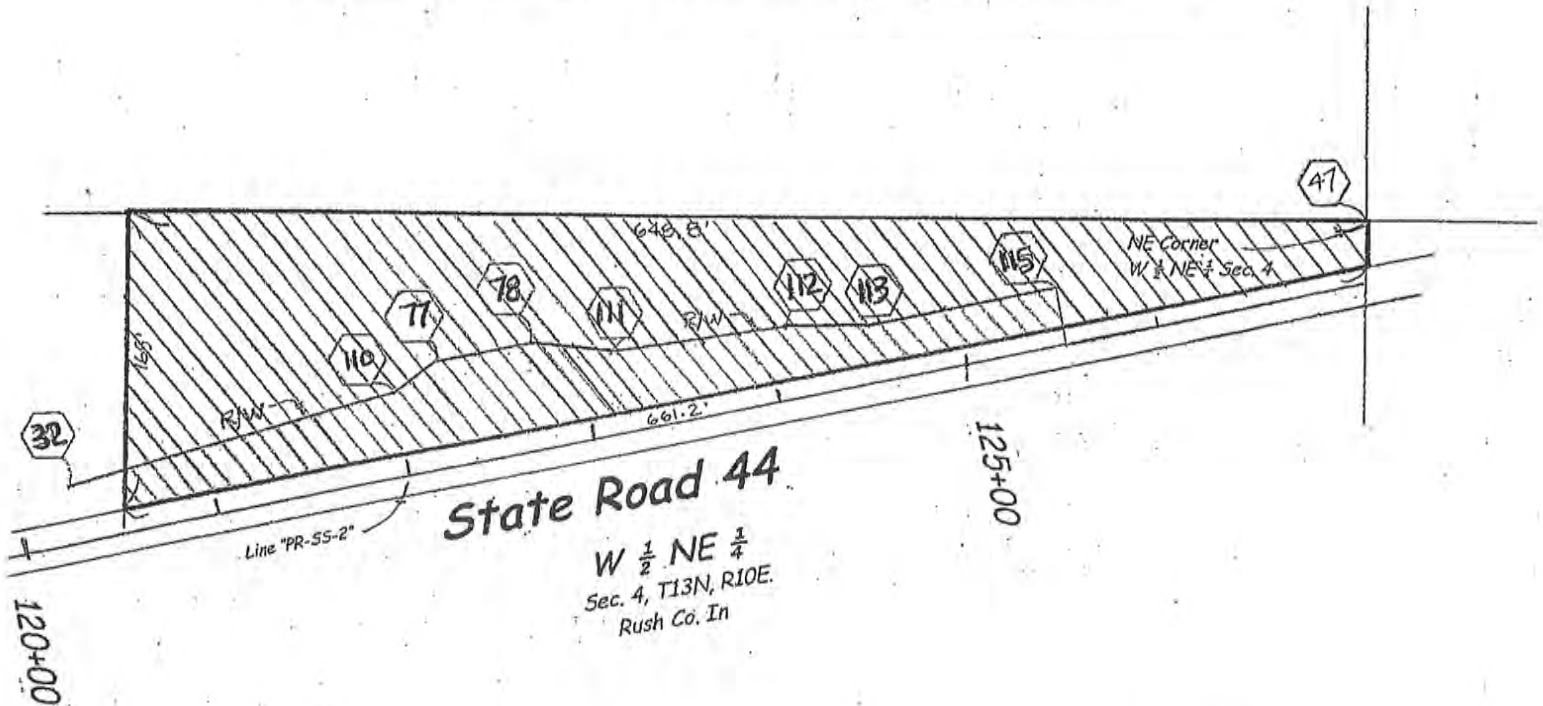 47
648.8'
NE Corner
W ½ NE ¼ Sec. 4
115
112
113
78
111
77
R/W
110
R/W
32
661.2'
125+00
State Road 44
Line "PR-SS-2"
W ½ NE ¼
Sec. 4, T13N, R10E.
Rush Co. In
120+00